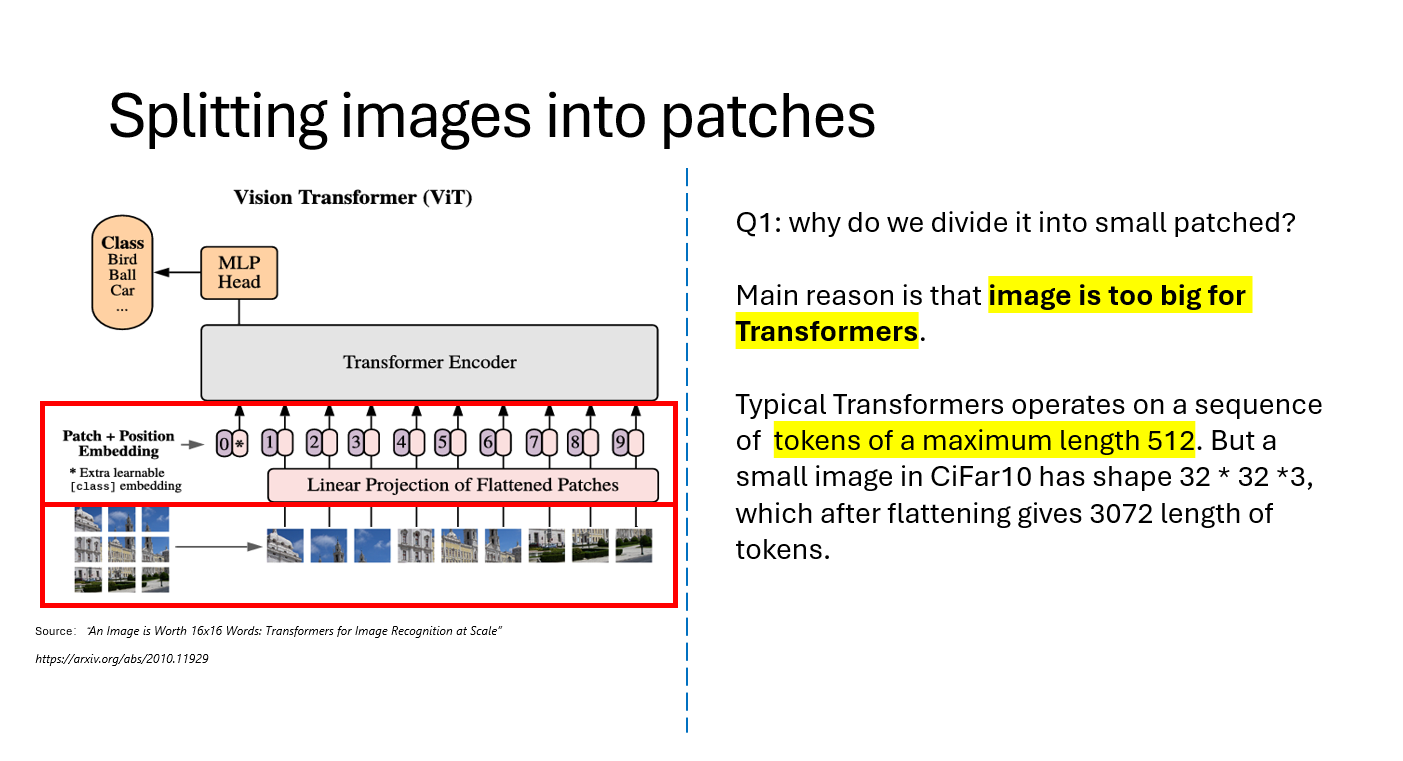 Splitting images into patches
Vision Transformer (ViT)
Class
Bird
Ball
Car
...
MLP
Head
Transformer Encoder
Patch + Position
Embedding
* Extra learnable
[class] embedding
0 * 1 2 3 4 5 6 7 8 9
Linear Projection of Flattened Patches
Source: "An Image is Worth 16x16 Words: Transformers for Image Recognition at Scale"
https://arxiv.org/abs/2010.11929
Q1: why do we divide it into small patched?
Main reason is that image is too big for
Transformers.
Typical Transformers operates on a sequence
of tokens of a maximum length 512. But a
small image in CiFar10 has shape 32 * 32 *3,
which after flattening gives 3072 length of
tokens.